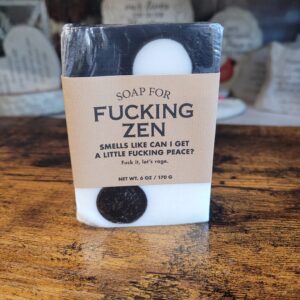 SOAP FOR
FUCKING
ZEN
SMELLS LIKE CAN I GET
A LITTLE FUCKING PEACE?
Fuck it, let's rage.
NET WT. 6 OZ / 170 G